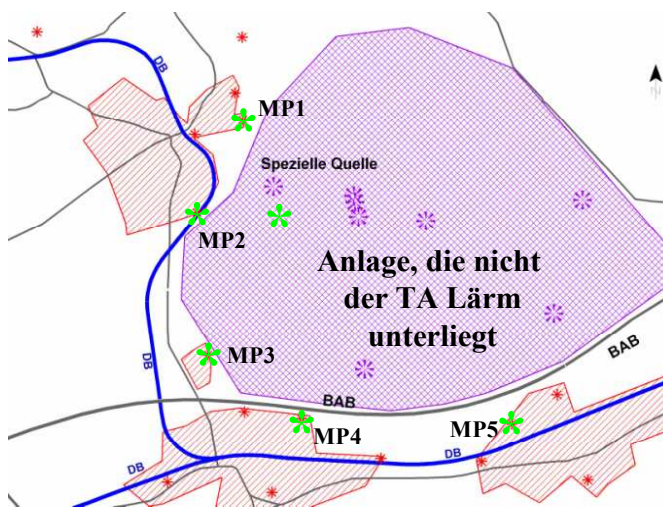 DB
MP1
Spezielle Quelle
MP2
Anlage, die nicht
der TA Lärm
unterliegt
MP3
BAB
DB
BAB
MP4
MP5
DB
DB
N